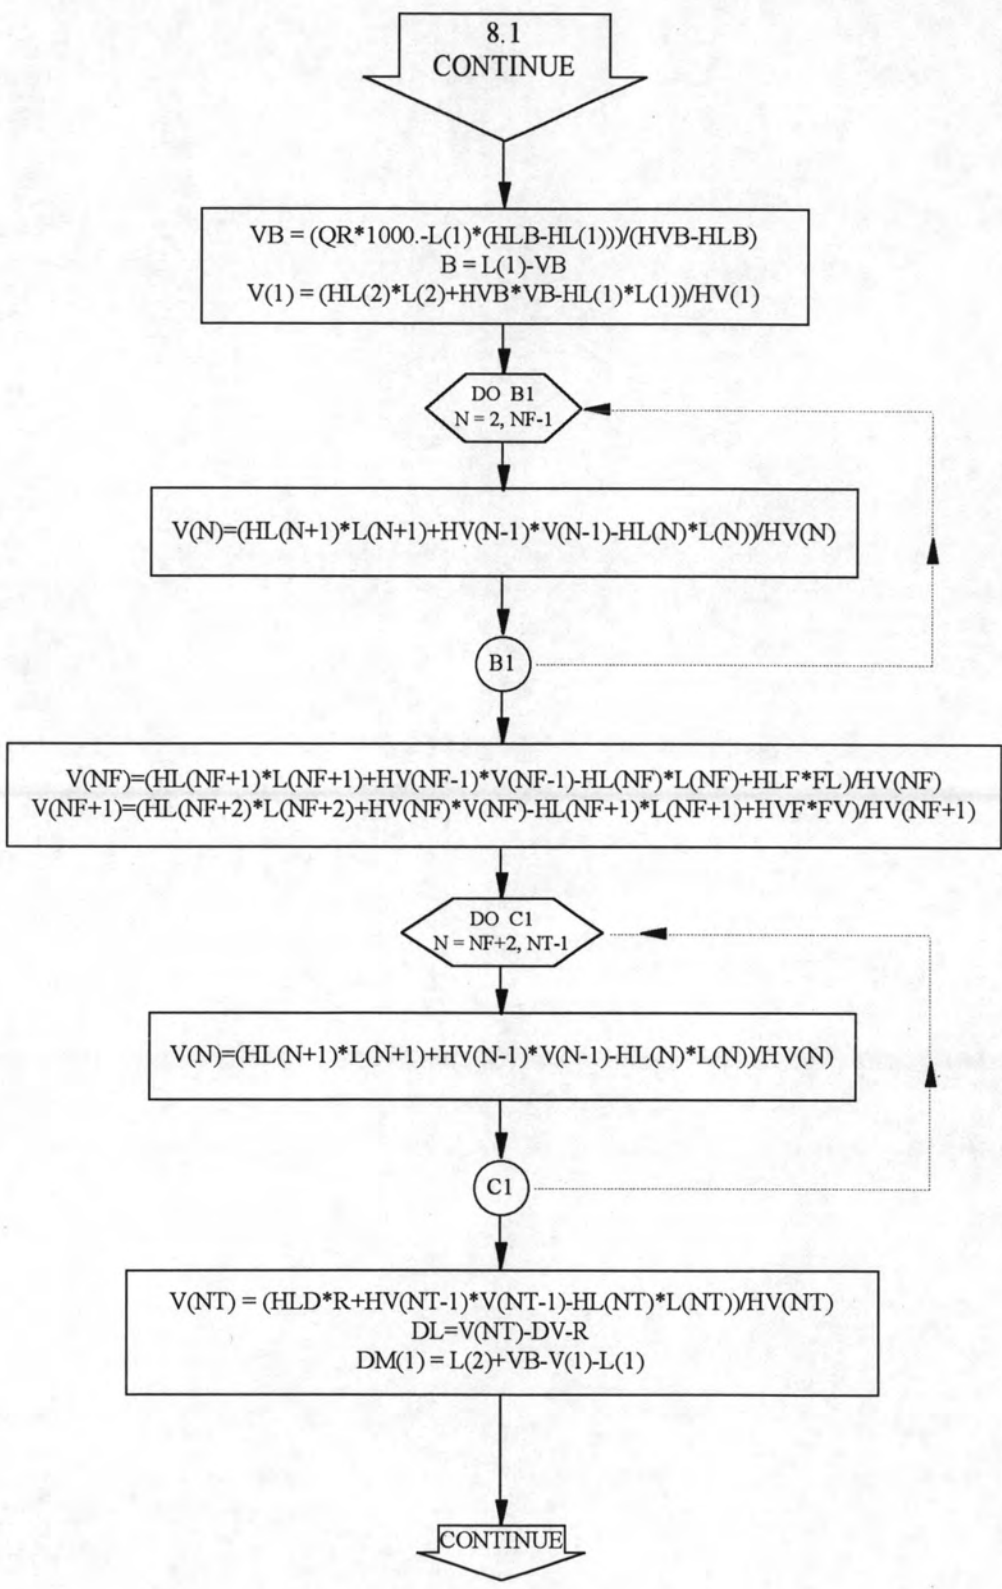 8.1
CONTINUE
VB = (QR*1000.-L(1)*(HLB-HL(1)))/(HVB-HLB)
B = L(1)-VB
V(1) = (HL(2)*L(2)+HVB*VB-HL(1)*L(1))/HV(1)
DO B1
N = 2, NF-1
V(N)=(HL(N+1)*L(N+1)+HV(N-1)*V(N-1)-HL(N)*L(N))/HV(N)
B1
V(NF)=(HL(NF+1)*L(NF+1)+HV(NF-1)*V(NF-1)-HL(NF)*L(NF)+HLF*FL)/HV(NF)
V(NF+1)=(HL(NF+2)*L(NF+2)+HV(NF)*V(NF)-HL(NF+1)*L(NF+1)+HVF*FV)/HV(NF+1)
DO C1
N = NF+2, NT-1
V(N)=(HL(N+1)*L(N+1)+HV(N-1)*V(N-1)-HL(N)*L(N))/HV(N)
C1
V(NT) = (HLD*R+HV(NT-1)*V(NT-1)-HL(NT)*L(NT))/HV(NT)
DL=V(NT)-DV-R
DM(1) = L(2)+VB-V(1)-L(1)
CONTINUE